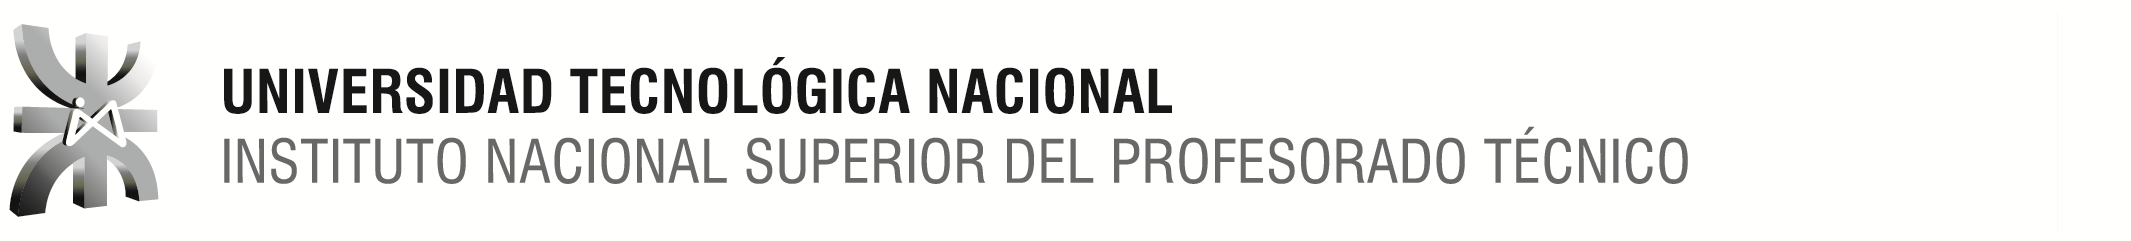 UNIVERSIDAD TECNOLÓGICA NACIONAL
INSTITUTO NACIONAL SUPERIOR DEL PROFESORADO TÉCNICO